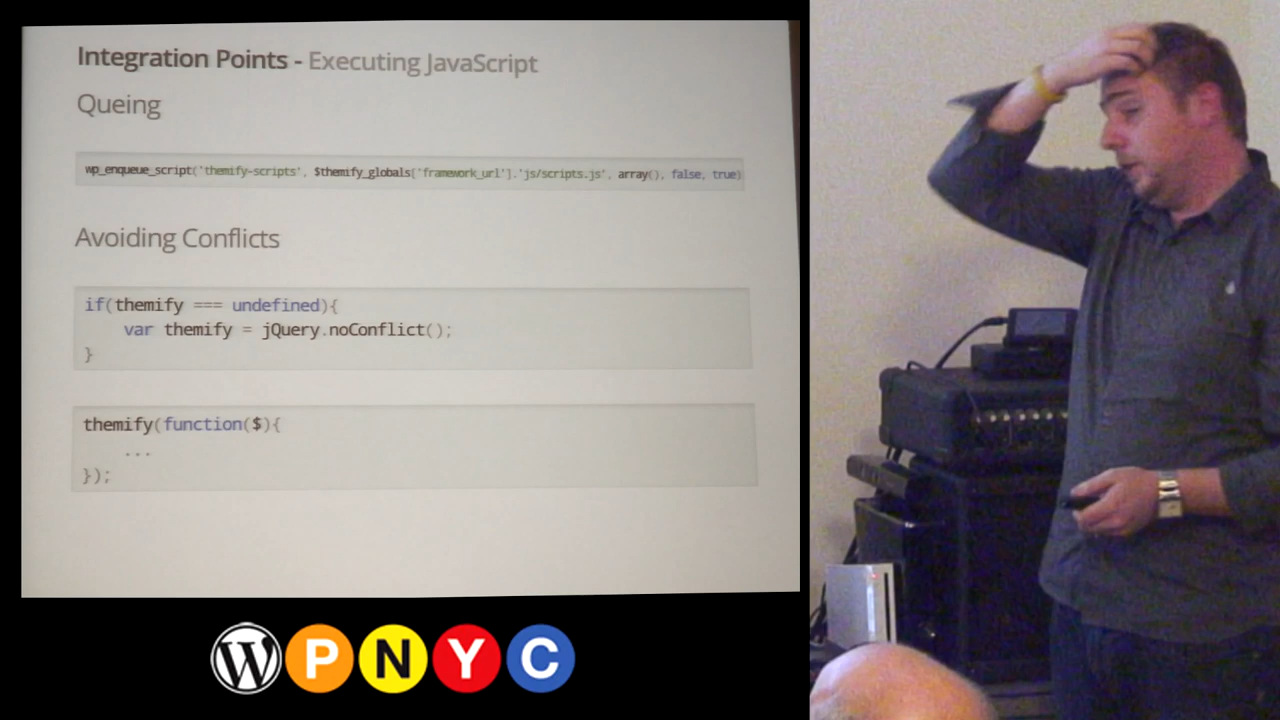 Integration Points - Executing JavaScript
Queing
wp_enqueue_script('themify-scripts', $themify_globals['framework_url'].'js/scripts.js', array(), false, true)
Avoiding Conflicts
if(themify === undefined){
    var themify = jQuery.noConflict();
}
themify(function($){
    ...
});
W P N Y C